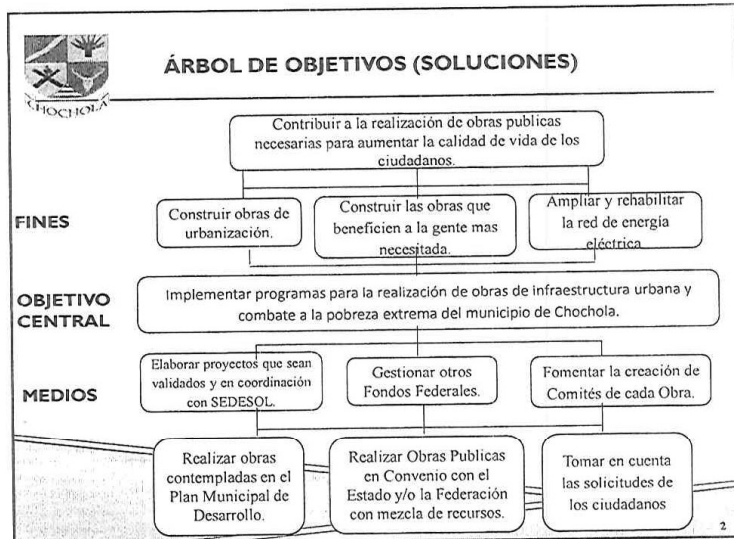 ÁRBOL DE OBJETIVOS (SOLUCIONES)
CHOCHOLÁ
Contribuir a la realización de obras publicas
necesarias para aumentar la calidad de vida de los
ciudadanos.
FINES
Construir obras de
urbanización.
Construir las obras que
beneficien a la gente mas
necesitada.
Ampliar y rehabilitar
la red de energía
eléctrica
OBJETIVO
CENTRAL
Implementar programas para la realización de obras de infraestructura urbana y
combate a la pobreza extrema del municipio de Chochola.
MEDIOS
Elaborar proyectos que sean
validados y en coordinación
con SEDESOL.
Gestionar otros
Fondos Federales.
Fomentar la creación de
Comités de cada Obra.
Realizar obras
contempladas en el
Plan Municipal de
Desarrollo.
Realizar Obras Publicas
en Convenio con el
Estado y/o la Federación
con mezcla de recursos.
Tomar en cuenta
las solicitudes de
los ciudadanos
2